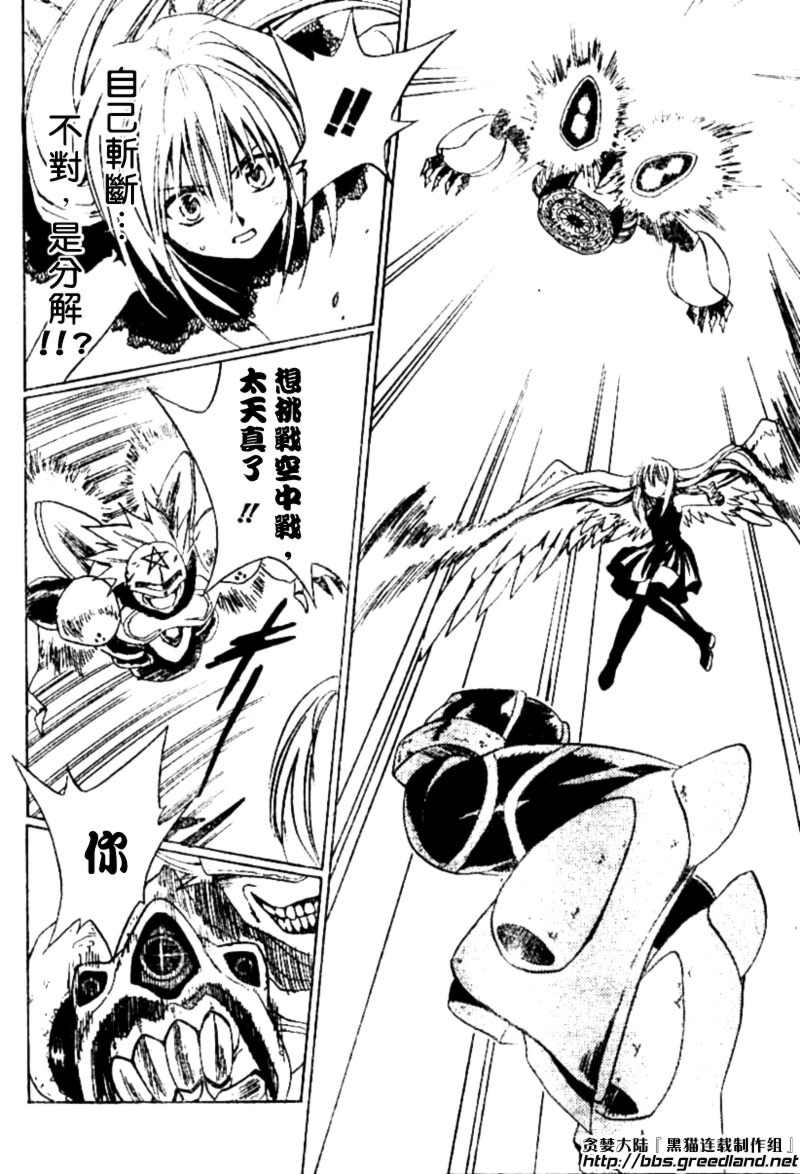 !!
自己斬斷…
不對，是分解
!!?
想挑戰空中戰，
太天真了!!
你
贪婪大陆『黑猫连载制作组』
http://bbs.greedland.net